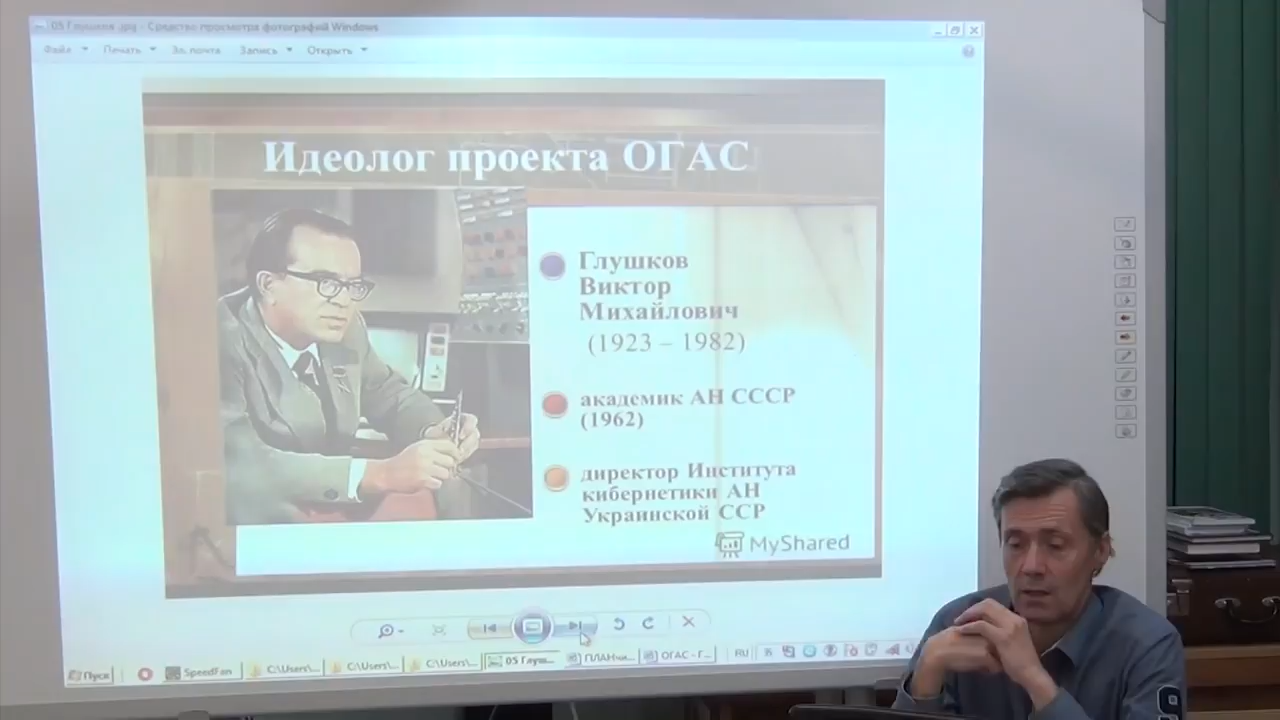 05 Глушков .jpg - Средство просмотра фотографий Windows
Файл Печать Эл. почта Запись Открыть
Идеолог проекта ОГАС
Глушков
Виктор
Михайлович
(1923 – 1982)
академик АН СССР
(1962)
директор Института
кибернетики АН
Украинской ССР
MyShared
Пуск SpeedFan C:\Users\... C:\Users\... C:\Users\... 05 Глуш... ОГАС - Г... RU